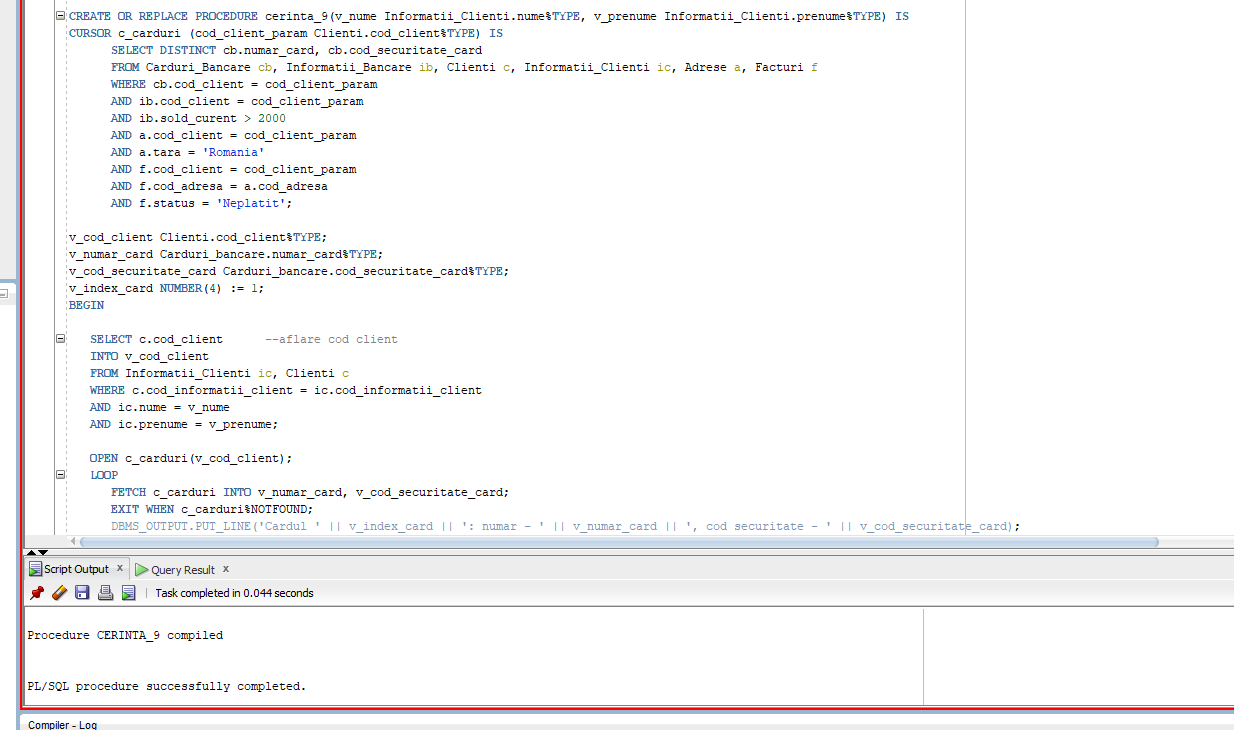 CREATE OR REPLACE PROCEDURE cerinta_9(v_nume Informatii_Clienti.nume%TYPE, v_prenume Informatii_Clienti.prenume%TYPE) IS
CURSOR c_carduri (cod_client_param Clienti.cod_client%TYPE) IS
SELECT DISTINCT cb.numar_card, cb.cod_securitate_card
FROM Carduri_Bancare cb, Informatii_Bancare ib, Clienti c, Informatii_Clienti ic, Adrese a, Facturi f
WHERE cb.cod_client = cod_client_param
AND ib.cod_client = cod_client_param
AND ib.sold_curent > 2000
AND a.cod_client = cod_client_param
AND a.tara = 'Romania'
AND f.cod_client = cod_client_param
AND f.cod_adresa = a.cod_adresa
AND f.status = 'Neplatit';
v_cod_client Clienti.cod_client%TYPE;
v_numar_card Carduri_bancare.numar_card%TYPE;
v_cod_securitate_card Carduri_bancare.cod_securitate_card%TYPE;
v_index_card NUMBER(4) := 1;
BEGIN
SELECT c.cod_client --aflare cod client
INTO v_cod_client
FROM Informatii_Clienti ic, Clienti c
WHERE c.cod_informatii_client = ic.cod_informatii_client
AND ic.nume = v_nume
AND ic.prenume = v_prenume;
OPEN c_carduri(v_cod_client);
LOOP
FETCH c_carduri INTO v_numar_card, v_cod_securitate_card;
EXIT WHEN c_carduri%NOTFOUND;
DBMS_OUTPUT.PUT_LINE('Cardul ' || v_index_card || ': numar - ' || v_numar_card || ', cod securitate - ' || v_cod_securitate_card);
Script Output x Query Result x
Task completed in 0.044 seconds
Procedure CERINTA_9 compiled
PL/SQL procedure successfully completed.
Compiler - Log